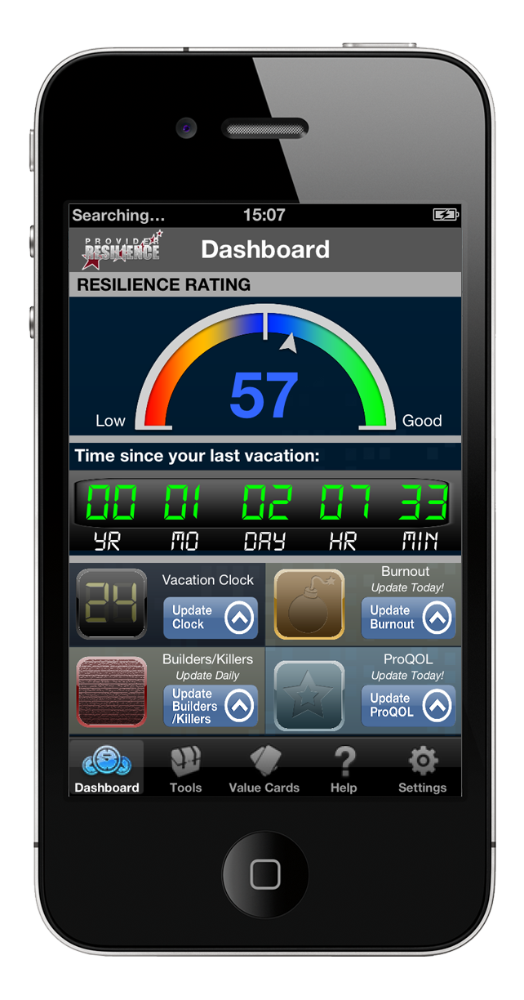 Searching...
15:07
PROVIDER
RESILIENCE
Dashboard
RESILIENCE RATING
57
Low
Good
Time since your last vacation:
00 01 02 07 33
YR MO DAY HR MIN
24
Vacation Clock
Update
Clock
Burnout
Update Today!
Update
Burnout
Builders/Killers
Update Daily
Update
Builders
/Killers
ProQOL
Update Today!
Update
ProQOL
Dashboard
Tools
Value Cards
Help
Settings